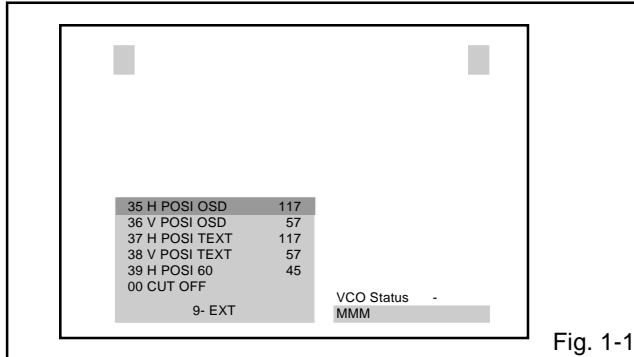 35 H POSI OSD 117
36 V POSI OSD 57
37 H POSI TEXT 117
38 V POSI TEXT 57
39 H POSI 60 45
00 CUT OFF
9- EXT
VCO Status -
MMM
Fig. 1-1